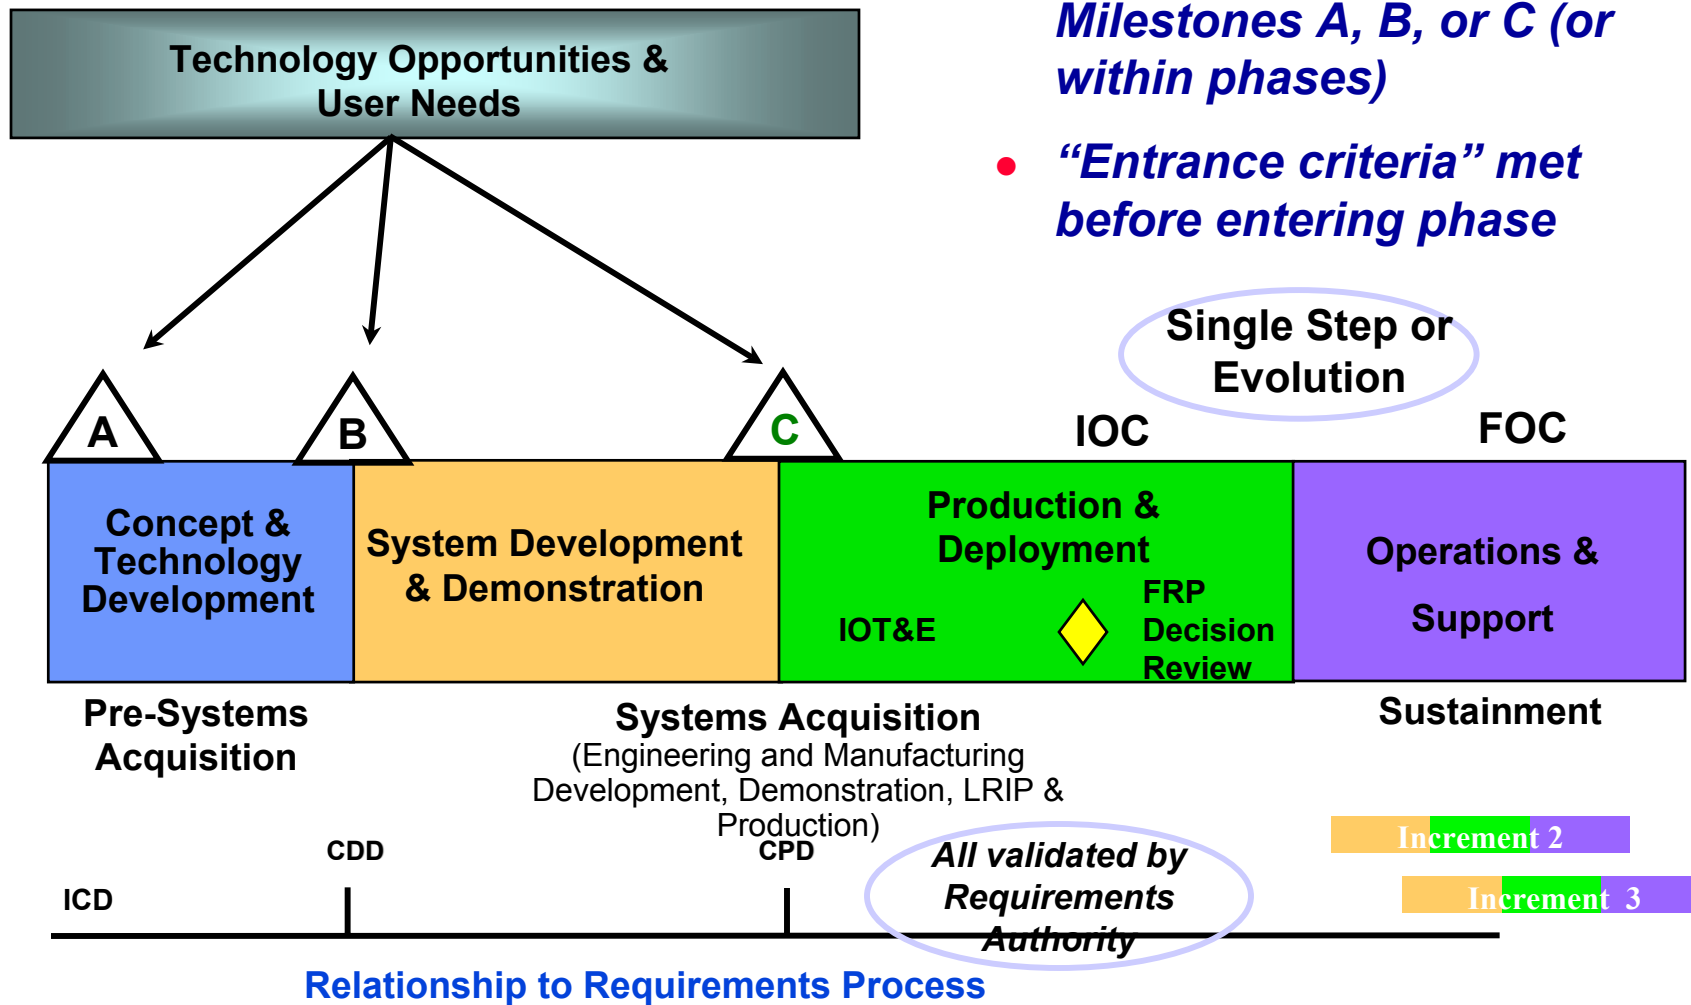 Milestones A, B, or C (or
within phases)
Technology Opportunities &
User Needs
● “Entrance criteria” met
before entering phase
Single Step or
Evolution
A
B
C
IOC
FOC
Concept &
Technology
Development
System Development
& Demonstration
Production &
Deployment
IOT&E
FRP
Decision
Review
Operations &
Support
Pre-Systems
Acquisition
Systems Acquisition
(Engineering and Manufacturing
Development, Demonstration, LRIP &
Production)
Sustainment
Increment 2
Increment 3
ICD
CDD
CPD
All validated by
Requirements
Authority
Relationship to Requirements Process